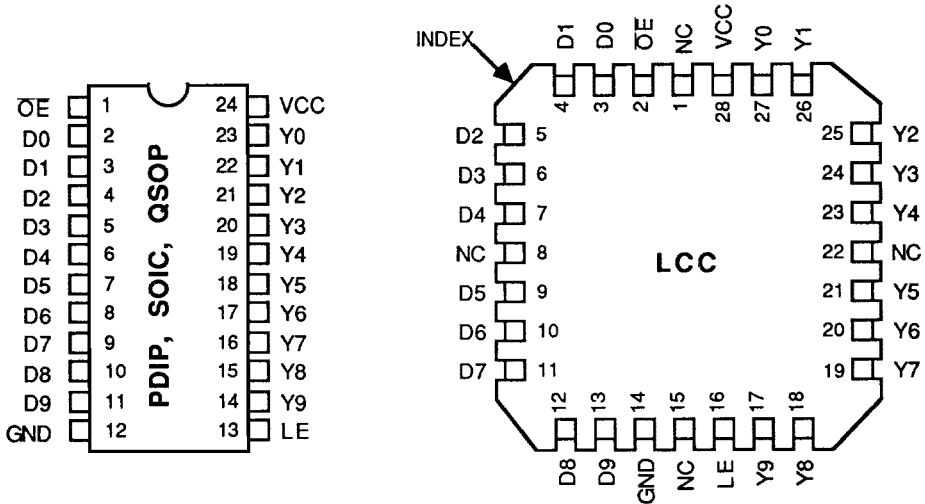 OE 1 24 VCC
D0 2 23 Y0
D1 3 22 Y1
D2 4 21 Y2
D3 5 20 Y3
D4 6 19 Y4
D5 7 18 Y5
D6 8 17 Y6
D7 9 16 Y7
D8 10 15 Y8
D9 11 14 Y9
GND 12 13 LE
PDIP, SOIC, QSOP
INDEX
D1 D0 OE NC VCC Y0 Y1
4 3 2 1 28 27 26
D2 5 25 Y2
D3 6 24 Y3
D4 7 23 Y4
NC 8 22 NC
LCC
D5 9 21 Y5
D6 10 20 Y6
D7 11 19 Y7
12 13 14 15 16 17 18
D8 D9 GND NC LE Y9 Y8